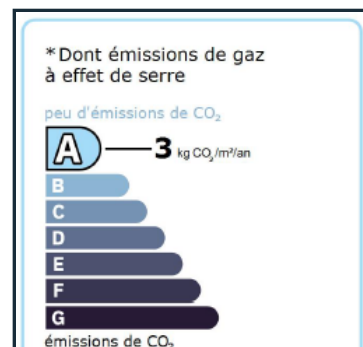 *Dont émissions de gaz
à effet de serre
peu d'émissions de CO₂
A 3 kg CO₂/m²/an
B
C
D
E
F
G
émissions de CO₂